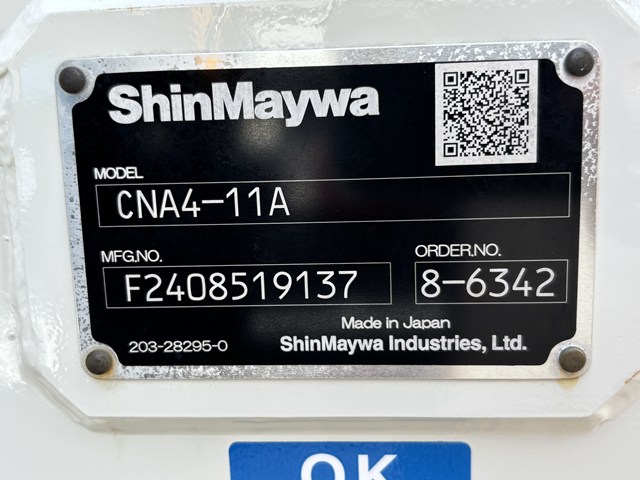 ShinMaywa
MODEL
CNA4-11A
MFG.NO.
F2408519137
ORDER.NO.
8-6342
Made in Japan
203-28295-0
ShinMaywa Industries, Ltd.
OK